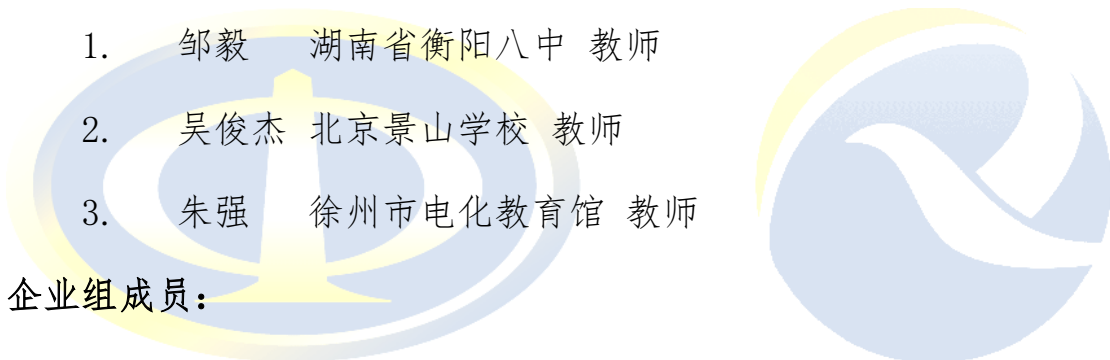 1. 邹毅 湖南省衡阳八中 教师
2. 吴俊杰 北京景山学校 教师
3. 朱强 徐州市电化教育馆 教师
企业组成员：